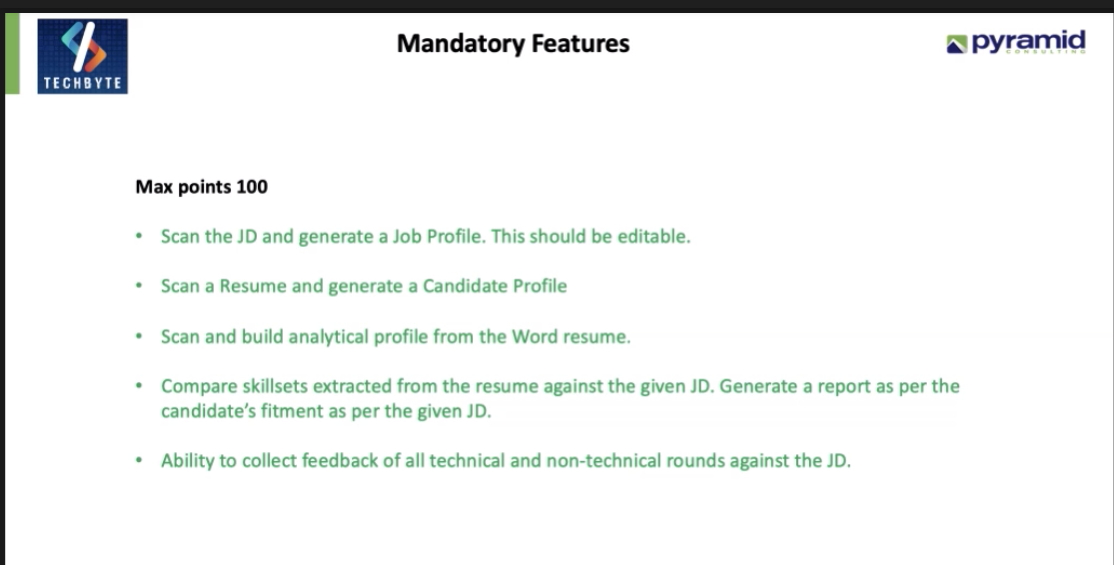 Mandatory Features
TECHBYTE
pyramid
CONSULTING
Max points 100
• Scan the JD and generate a Job Profile. This should be editable.
• Scan a Resume and generate a Candidate Profile
• Scan and build analytical profile from the Word resume.
• Compare skillsets extracted from the resume against the given JD. Generate a report as per the
candidate’s fitment as per the given JD.
• Ability to collect feedback of all technical and non-technical rounds against the JD.